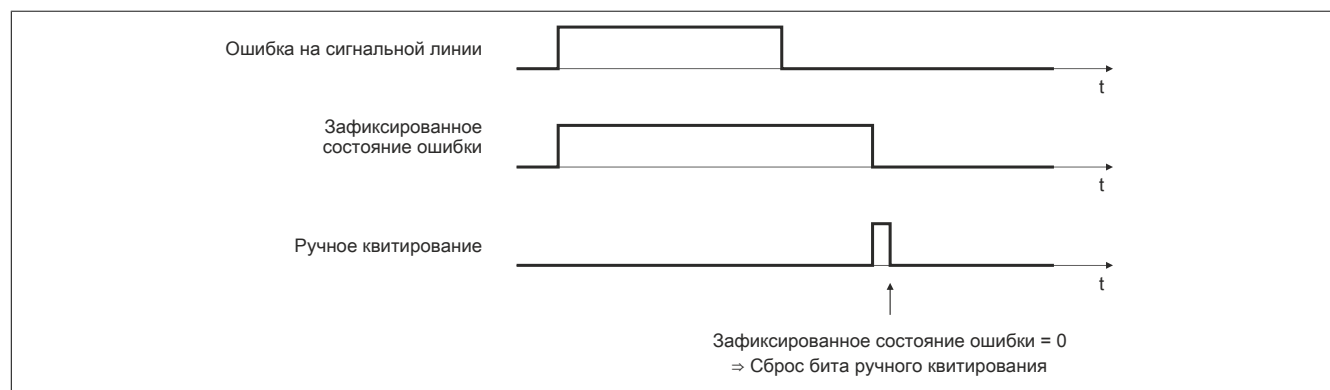 Ошибка на сигнальной линии
t
Зафиксированное
состояние ошибки
t
Ручное квитирование
t
Зафиксированное состояние ошибки = 0
⇒ Сброс бита ручного квитирования